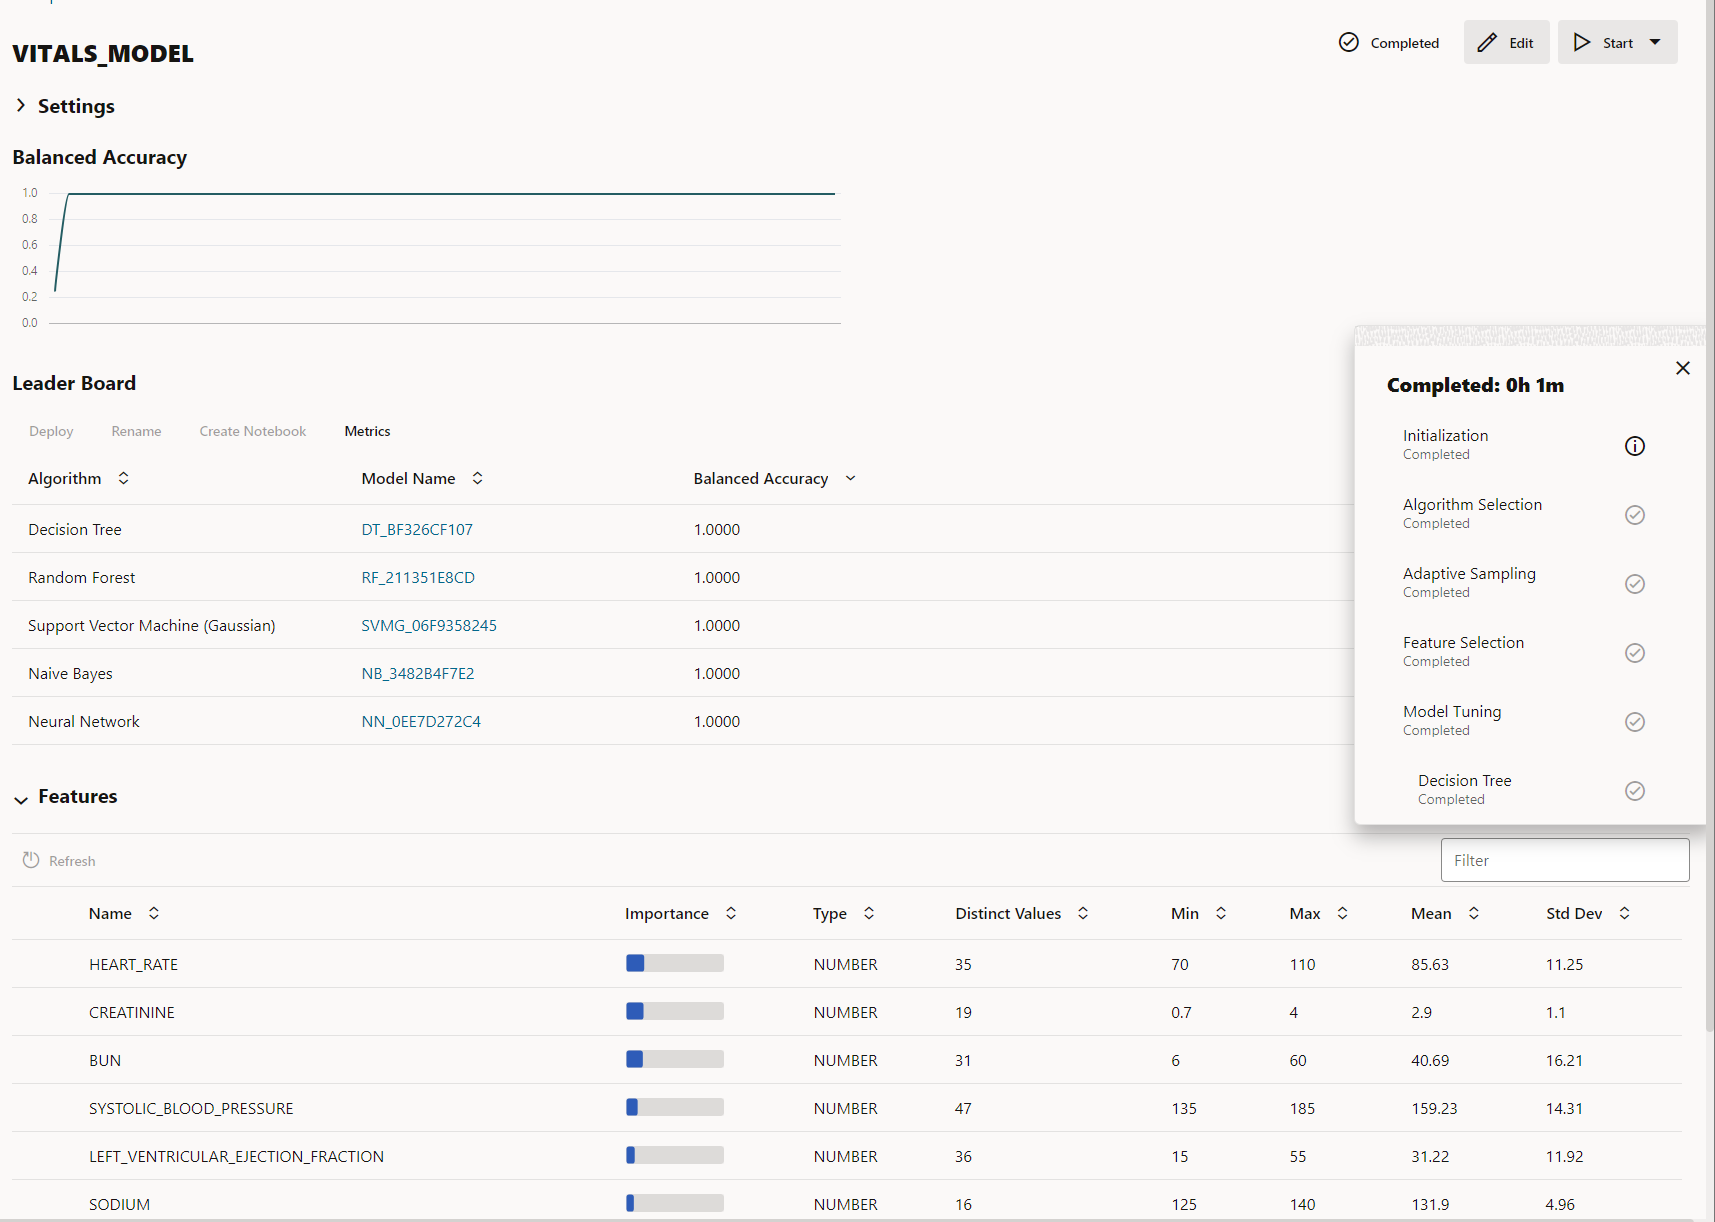 VITALS_MODEL
Completed
Edit
Start
Settings
Balanced Accuracy
1.0
0.8
0.6
0.4
0.2
0.0
Leader Board
Deploy Rename Create Notebook Metrics
Algorithm Model Name Balanced Accuracy
Decision Tree DT_BF326CF107 1.0000
Random Forest RF_211351E8CD 1.0000
Support Vector Machine (Gaussian) SVMG_06F9358245 1.0000
Naive Bayes NB_3482B4F7E2 1.0000
Neural Network NN_0EE7D272C4 1.0000
Completed: 0h 1m
Initialization
Completed
Algorithm Selection
Completed
Adaptive Sampling
Completed
Feature Selection
Completed
Model Tuning
Completed
Decision Tree
Completed
Features
Refresh
Filter
Name Importance Type Distinct Values Min Max Mean Std Dev
HEART_RATE NUMBER 35 70 110 85.63 11.25
CREATININE NUMBER 19 0.7 4 2.9 1.1
BUN NUMBER 31 6 60 40.69 16.21
SYSTOLIC_BLOOD_PRESSURE NUMBER 47 135 185 159.23 14.31
LEFT_VENTRICULAR_EJECTION_FRACTION NUMBER 36 15 55 31.22 11.92
SODIUM NUMBER 16 125 140 131.9 4.96